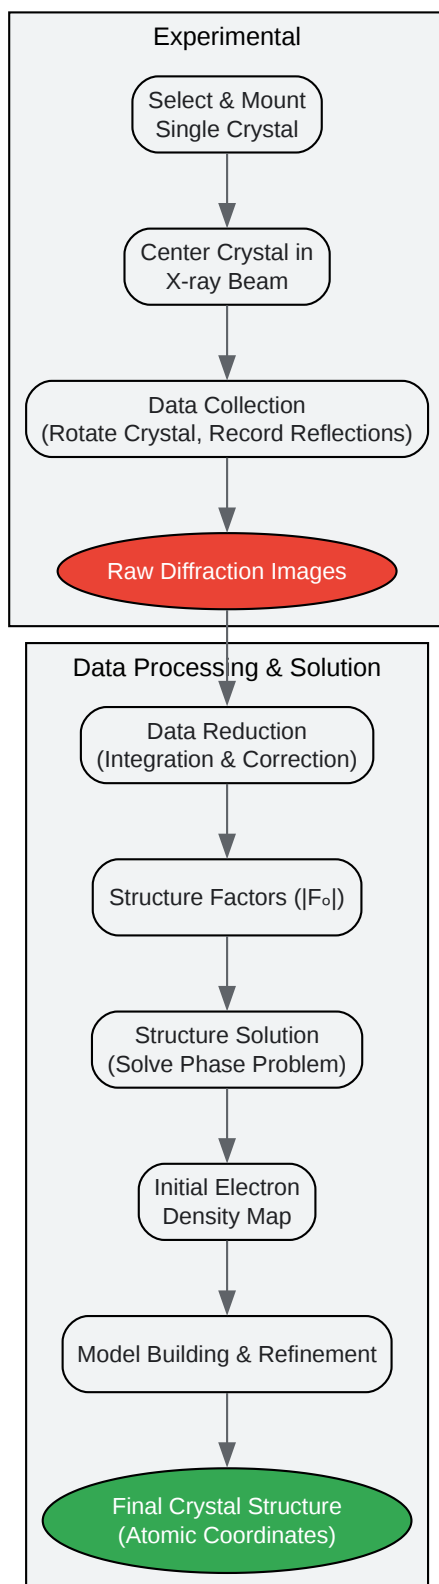 Experimental
Select & Mount
Single Crystal
Center Crystal in
X-ray Beam
Data Collection
(Rotate Crystal, Record Reflections)
Raw Diffraction Images
Data Processing & Solution
Data Reduction
(Integration & Correction)
Structure Factors (|Fₒ|)
Structure Solution
(Solve Phase Problem)
Initial Electron
Density Map
Model Building & Refinement
Final Crystal Structure
(Atomic Coordinates)